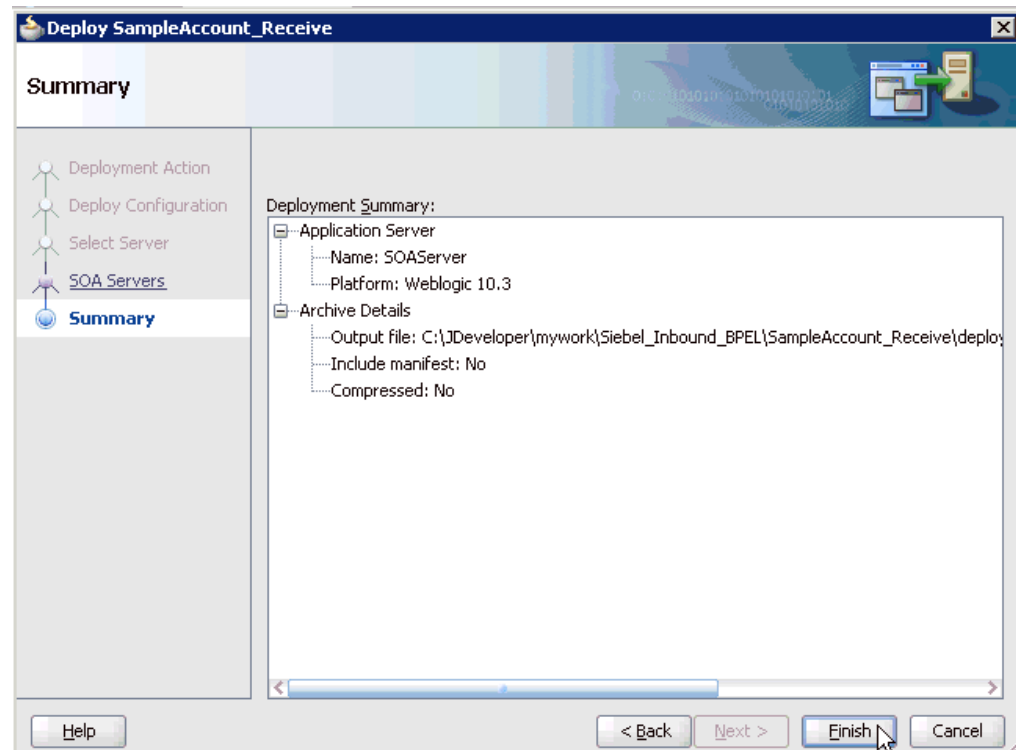 Deploy SampleAccount_Receive
Summary
Deployment Action
Deploy Configuration
Select Server
SOA Servers
Summary
Deployment Summary:
Application Server
Name: SOAServer
Platform: Weblogic 10.3
Archive Details
Output file: C:\JDeveloper\mywork\Siebel_Inbound_BPEL\SampleAccount_Receive\deploy
Include manifest: No
Compressed: No
Help
< Back
Next >
Finish
Cancel